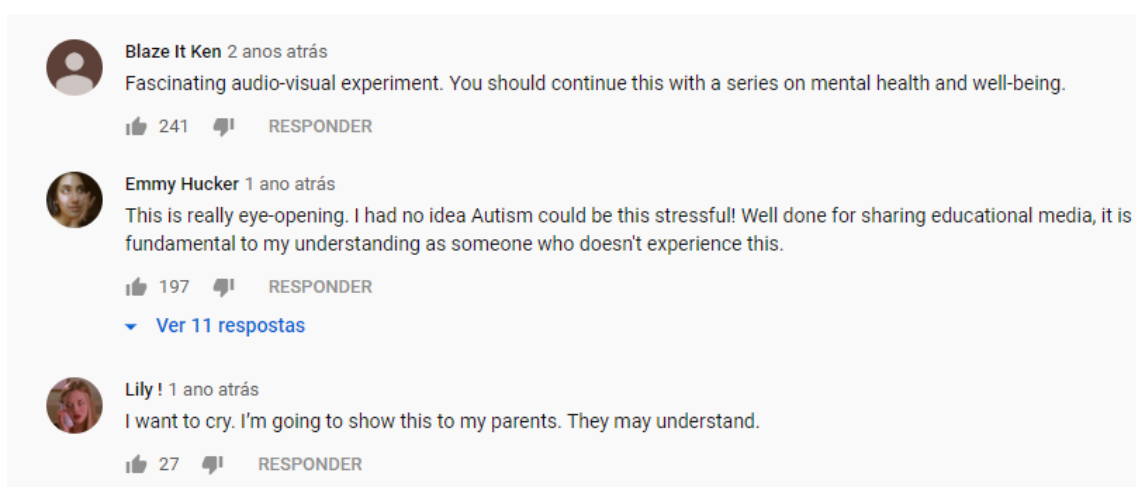 Blaze It Ken 2 anos atrás
Fascinating audio-visual experiment. You should continue this with a series on mental health and well-being.
241 RESPONDER
Emmy Hucker 1 ano atrás
This is really eye-opening. I had no idea Autism could be this stressful! Well done for sharing educational media, it is
fundamental to my understanding as someone who doesn't experience this.
197 RESPONDER
Ver 11 respostas
Lily ! 1 ano atrás
I want to cry. I’m going to show this to my parents. They may understand.
27 RESPONDER